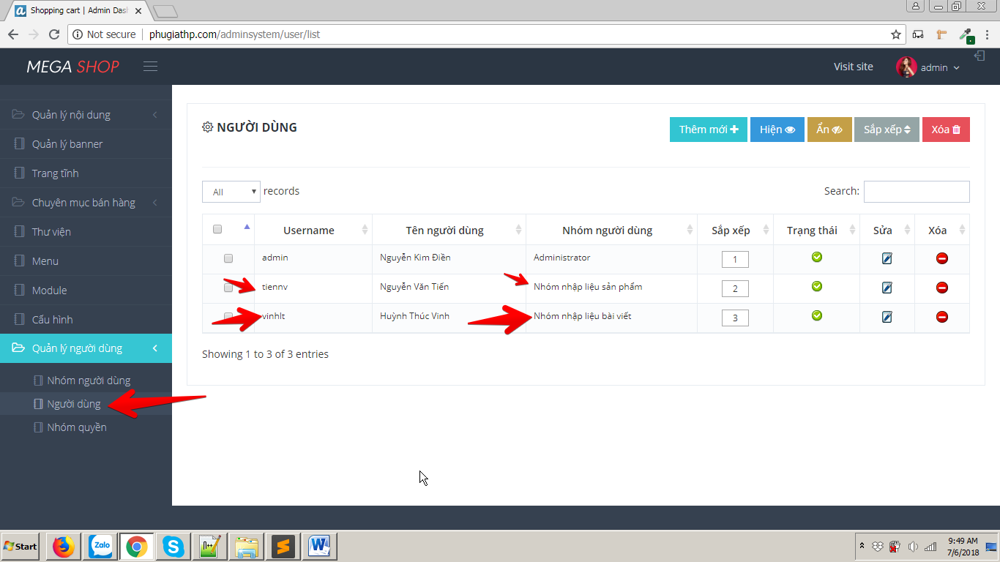 Shopping cart | Admin Das
Not secure | phugiathp.com/adminsystem/user/list
MEGA SHOP
Visit site
admin
Quản lý nội dung
Quản lý banner
Trang tĩnh
Chuyên mục bán hàng
Thư viện
Menu
Module
Cấu hình
Quản lý người dùng
Nhóm người dùng
Người dùng
Nhóm quyền
NGƯỜI DÙNG
Thêm mới
Hiện
Ẩn
Sắp xếp
Xóa
All records
Search:
Username Tên người dùng Nhóm người dùng Sắp xếp Trạng thái Sửa Xóa
admin Nguyễn Kim Điền Administrator 1
tiennv Nguyễn Văn Tiến Nhóm nhập liệu sản phẩm 2
vinhlt Huỳnh Thúc Vinh Nhóm nhập liệu bài viết 3
Showing 1 to 3 of 3 entries
Start
Zalo
9:49 AM
7/6/2018